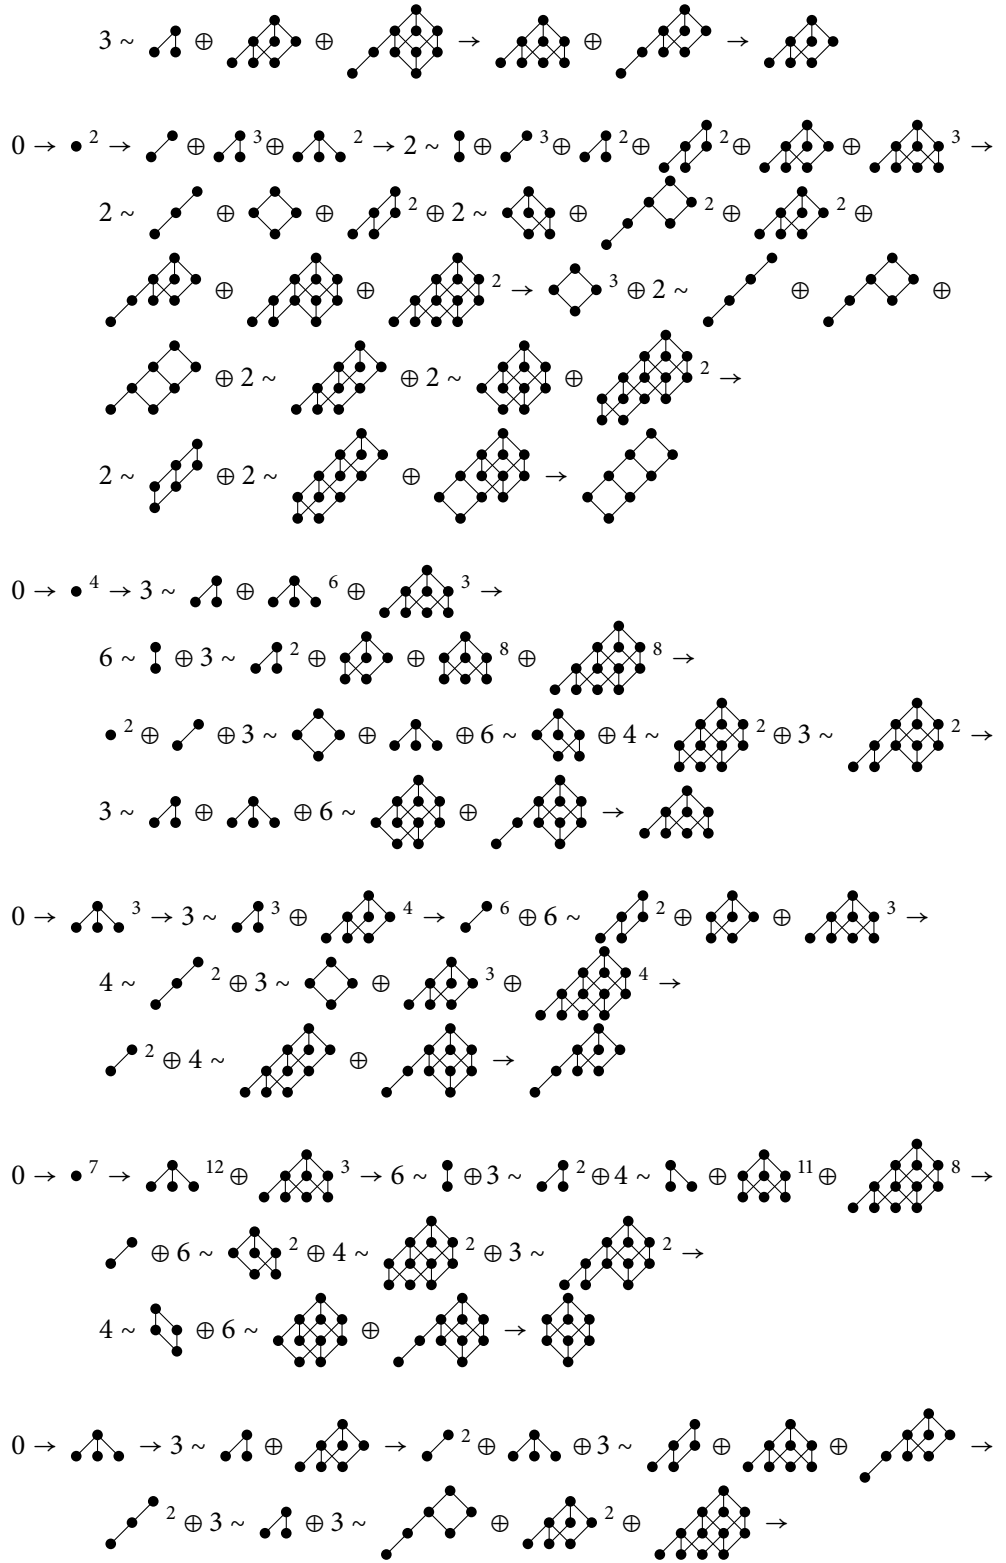 3 ~ ⊕ ⊕ → ⊕ →
0 → 2 → ⊕ 3 ⊕ 2 → 2 ~ ⊕ 3 ⊕ 2 ⊕ 2 ⊕ ⊕ 3 →
2 ~ ⊕ ⊕ 2 ⊕ 2 ~ ⊕ 2 ⊕ 2 ⊕
⊕ ⊕ 2 → 3 ⊕ 2 ~ ⊕ ⊕
⊕ 2 ~ ⊕ 2 ~ ⊕ 2 →
2 ~ ⊕ 2 ~ ⊕ →
0 → 4 → 3 ~ ⊕ 6 ⊕ 3 →
6 ~ ⊕ 3 ~ 2 ⊕ ⊕ 8 ⊕ 8 →
2 ⊕ ⊕ 3 ~ ⊕ ⊕ 6 ~ ⊕ 4 ~ 2 ⊕ 3 ~ 2 →
3 ~ ⊕ ⊕ 6 ~ ⊕ →
0 → 3 → 3 ~ 3 ⊕ 4 → 6 ⊕ 6 ~ 2 ⊕ ⊕ 3 →
4 ~ 2 ⊕ 3 ~ ⊕ 3 ⊕ 4 →
2 ⊕ 4 ~ ⊕ →
0 → 7 → 12 ⊕ 3 → 6 ~ ⊕ 3 ~ 2 ⊕ 4 ~ ⊕ 11 ⊕ 8 →
⊕ 6 ~ 2 ⊕ 4 ~ 2 ⊕ 3 ~ 2 →
4 ~ ⊕ 6 ~ ⊕ →
0 → → 3 ~ ⊕ → 2 ⊕ ⊕ 3 ~ ⊕ ⊕ →
2 ⊕ 3 ~ ⊕ 3 ~ ⊕ 2 ⊕ →